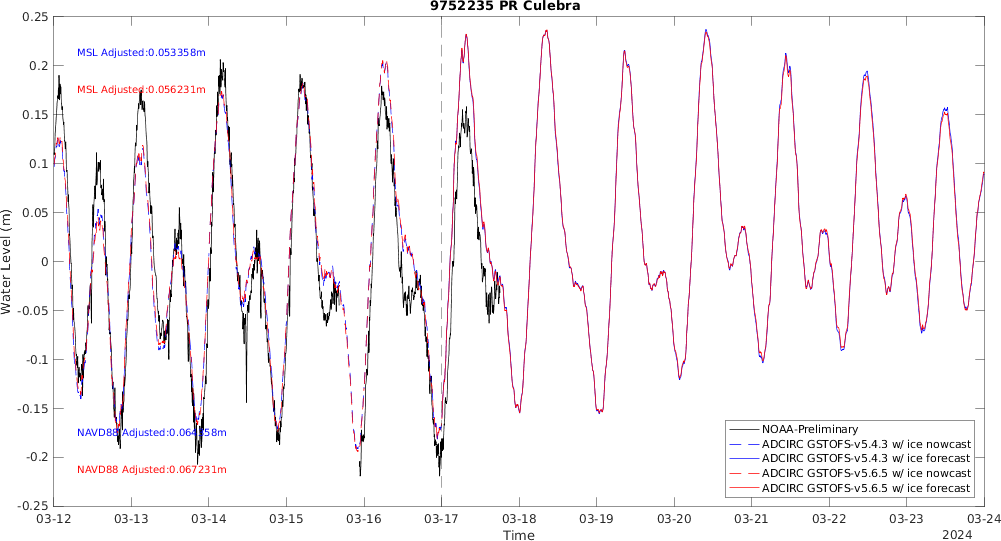 9752235 PR Culebra
0.25
0.2
0.15
0.1
0.05
0
-0.05
-0.1
-0.15
-0.2
-0.25
Water Level (m)
MSL Adjusted:0.053358m
MSL Adjusted:0.056231m
NAVD88 Adjusted:0.064358m
NAVD88 Adjusted:0.067231m
NOAA-Preliminary
ADCIRC GSTOFS-v5.4.3 w/ ice nowcast
ADCIRC GSTOFS-v5.4.3 w/ ice forecast
ADCIRC GSTOFS-v5.6.5 w/ ice nowcast
ADCIRC GSTOFS-v5.6.5 w/ ice forecast
03-12 03-13 03-14 03-15 03-16 03-17 03-18 03-19 03-20 03-21 03-22 03-23 03-24
Time
2024